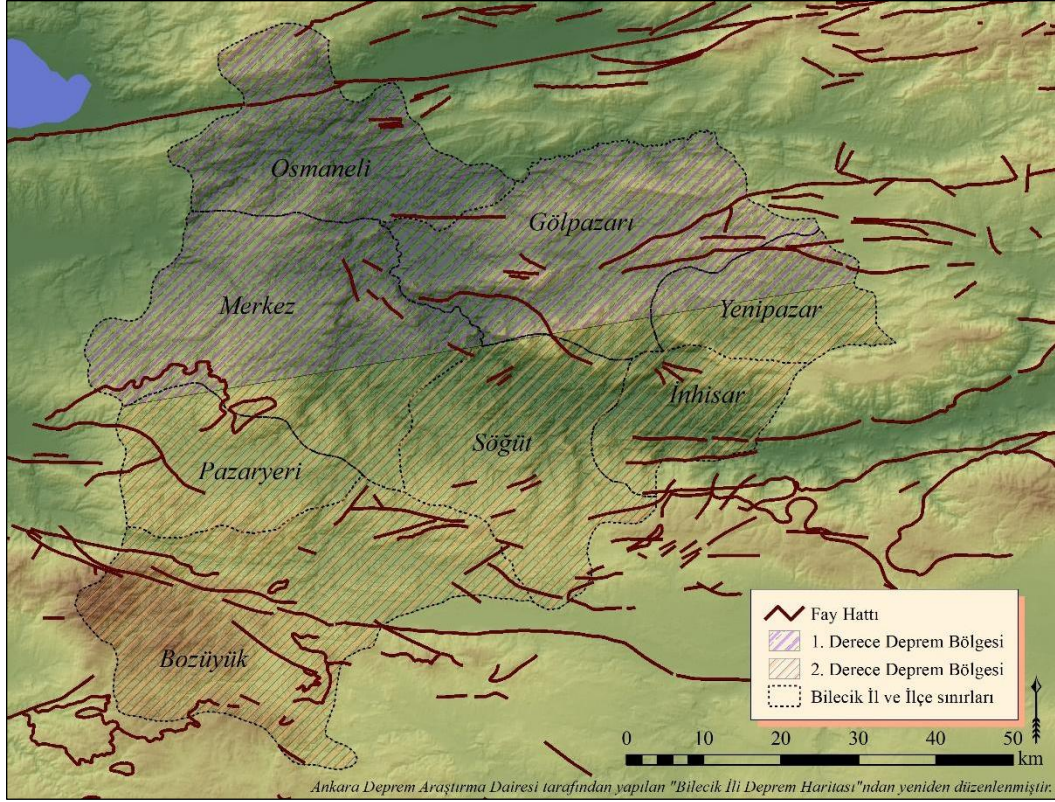 Osmaneli
Gölpazarı
Merkez
Yenipazar
İnhisar
Söğüt
Pazaryeri
Bozüyük
Fay Hattı
1. Derece Deprem Bölgesi
2. Derece Deprem Bölgesi
Bilecik İl ve İlçe sınırları
0 10 20 30 40 50
km
Ankara Deprem Araştırma Dairesi tarafından yapılan "Bilecik İli Deprem Haritası"ndan yeniden düzenlenmiştir.